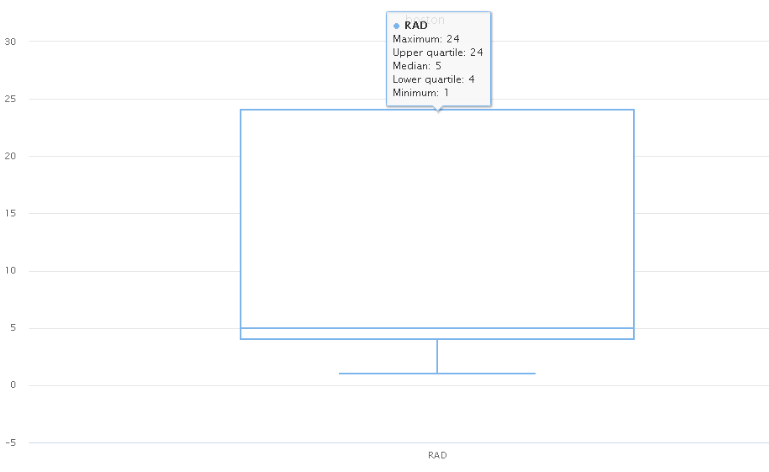 boston
RAD
Maximum: 24
Upper quartile: 24
Median: 5
Lower quartile: 4
Minimum: 1
30
25
20
15
10
5
0
-5
RAD